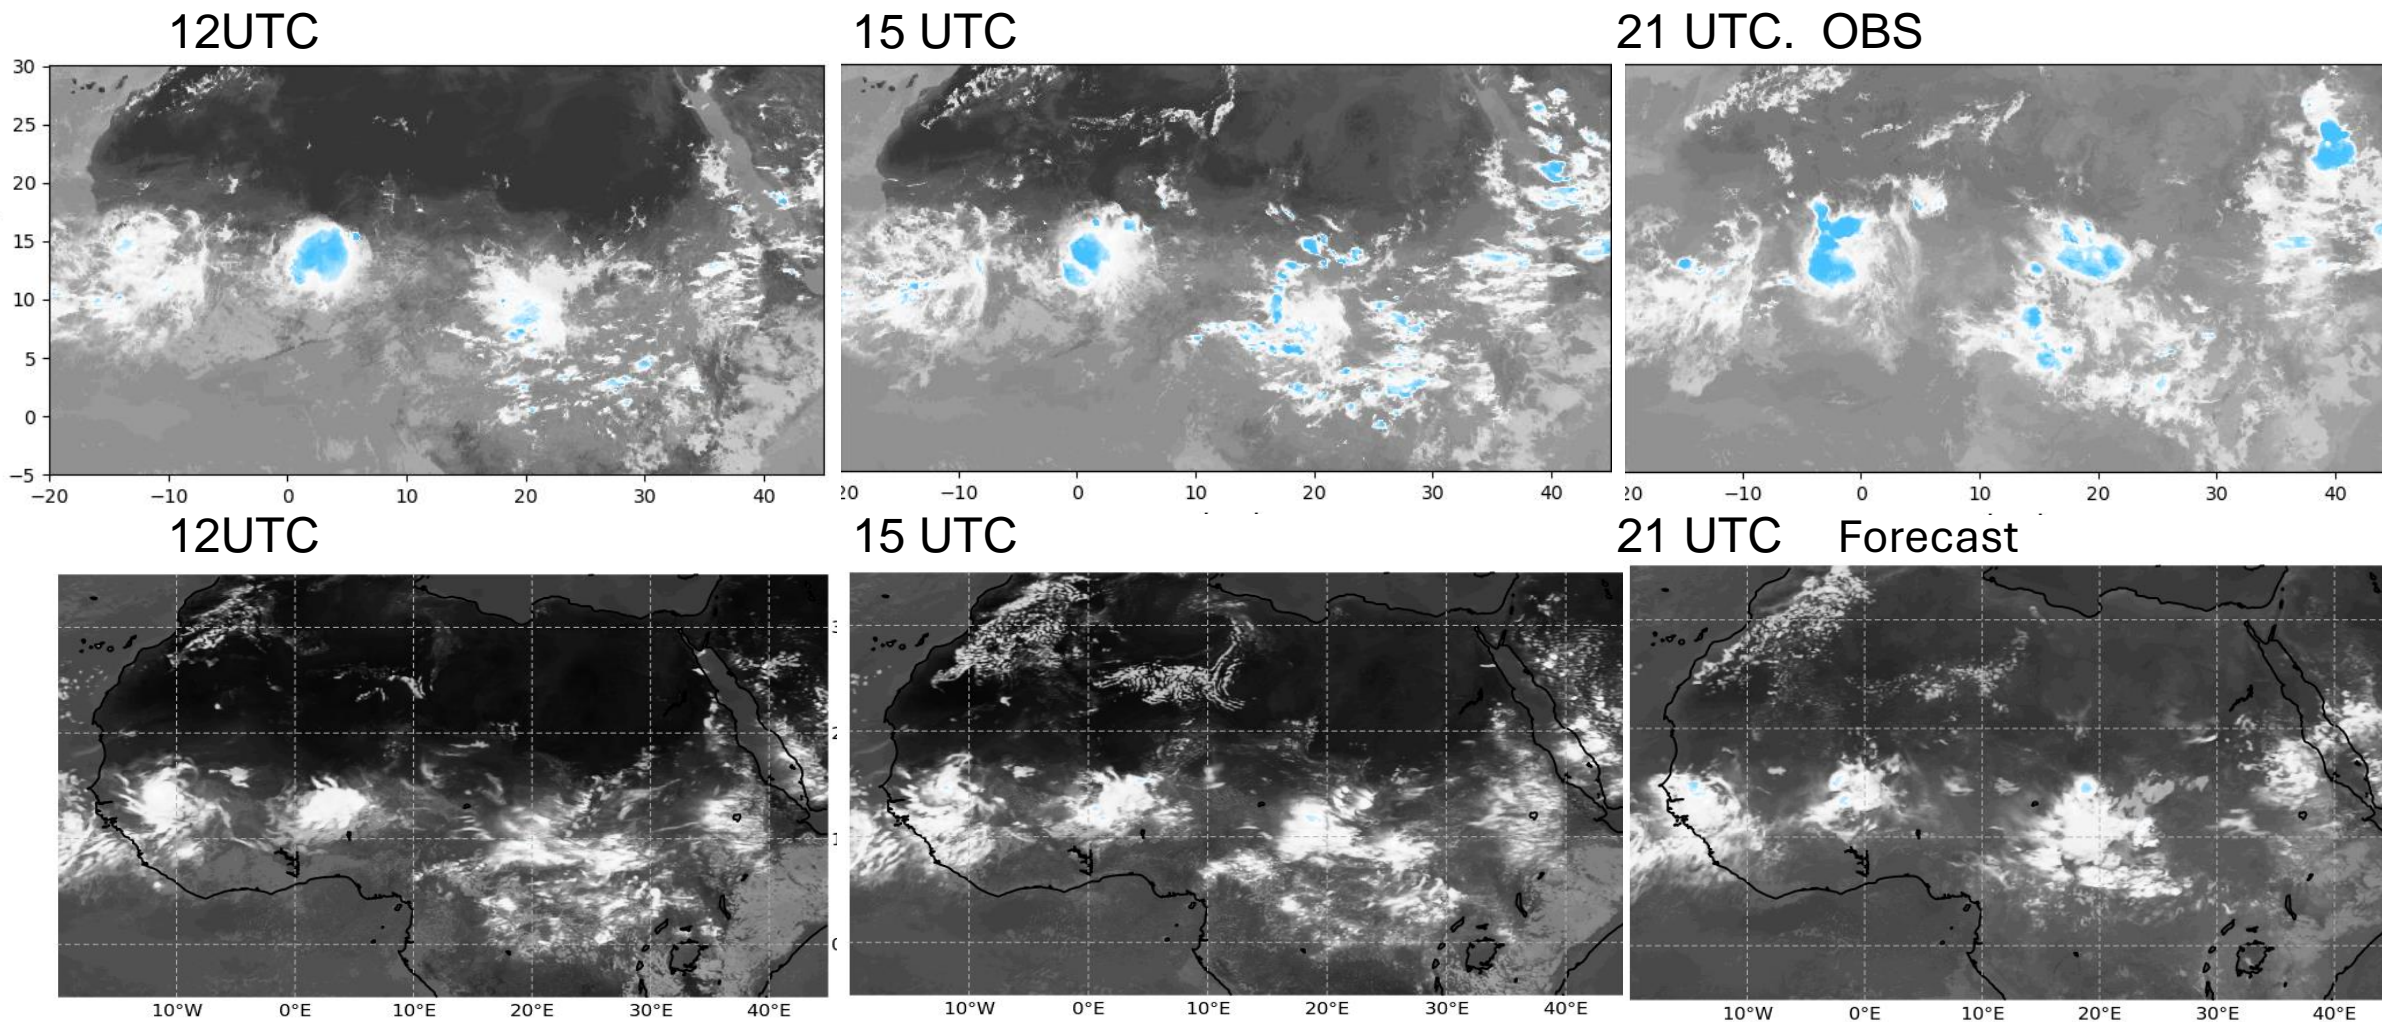 12UTC
15 UTC
21 UTC. OBS
30
25
20
15
10
5
0
−5
−20 −10 0 10 20 30 40
20 −10 0 10 20 30 40
20 −10 0 10 20 30 40
12UTC
15 UTC
21 UTC Forecast
10°W 0°E 10°E 20°E 30°E 40°E
10°W 0°E 10°E 20°E 30°E 40°E
10°W 0°E 10°E 20°E 30°E 40°E